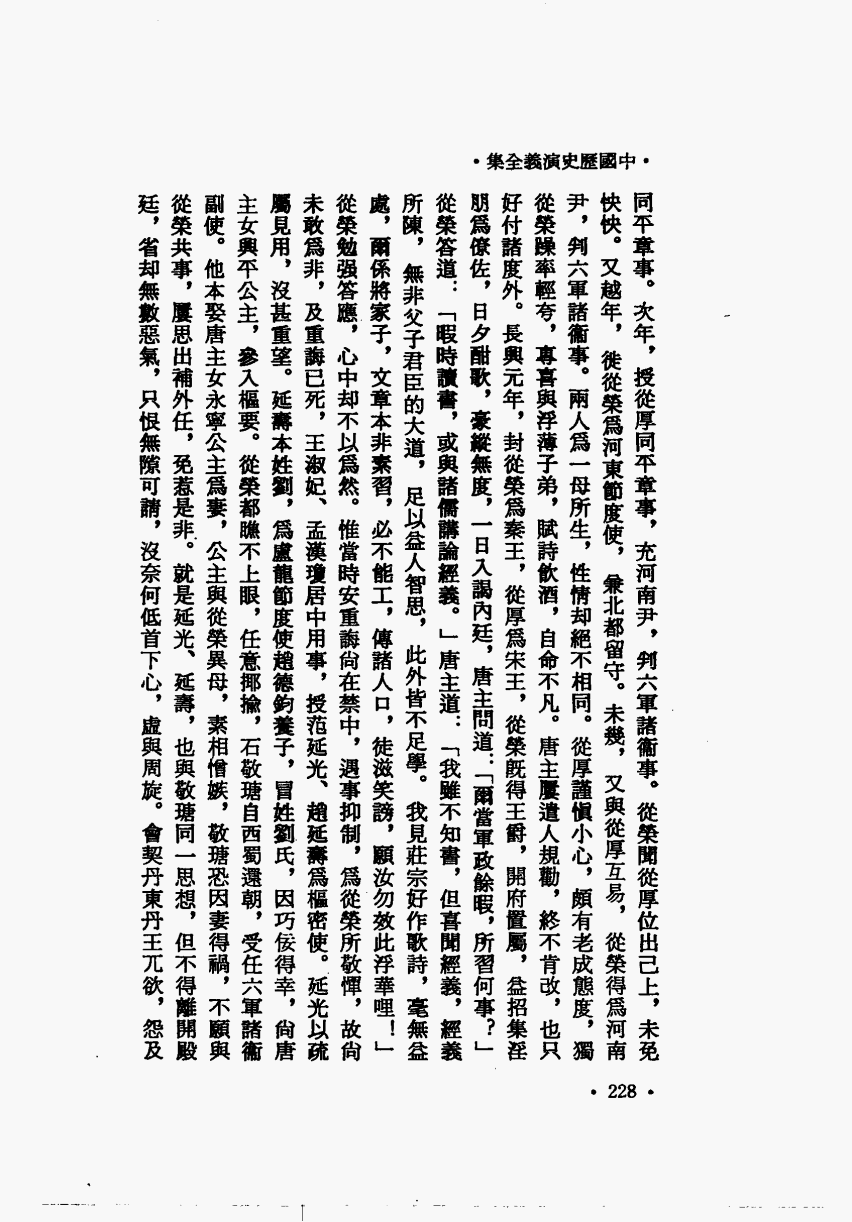 ·中國歷史演義全集·
同平章事。次年，授從厚同平章事，充河南尹，判六軍諸衞事。從榮聞從厚位出己上，未免
怏怏。又越年，徙從榮爲河東節度使，兼北都留守。未幾，又與從厚互易，從榮得爲河南
尹，判六軍諸衞事。兩人爲一母所生，性情却絕不相同。從厚謹愼小心，頗有老成態度，獨
從榮躁率輕夸，專喜與浮薄子弟，賦詩飲酒，自命不凡。唐主屢遣人規勸，終不肯改，也只
好付諸度外。長興元年，封從榮爲秦王，從厚爲宋王，從榮旣得王爵，開府置屬，益招集淫
朋爲僚佐，日夕酣歌，豪縱無度，一日入謁內廷，唐主問道：「爾當軍政餘暇，所習何事？」
從榮答道：「暇時讀書，或與諸儒講論經義。」唐主道：「我雖不知書，但喜聞經義，經義
所陳，無非父子君臣的大道，足以益人智思，此外皆不足學。我見莊宗好作歌詩，毫無益
處，爾係將家子，文章本非素習，必不能工，傳諸人口，徒滋笑謗，願汝勿效此浮華哩！」
從榮勉强答應，心中却不以爲然。惟當時安重誨尙在禁中，遇事抑制，爲從榮所敬憚，故尙
未敢爲非，及重誨已死，王淑妃、孟漢瓊居中用事，授范延光、趙延壽爲樞密使。延光以疏
屬見用，沒甚重望。延壽本姓劉，爲盧龍節度使趙德鈞養子，冒姓劉氏，因巧佞得幸，尙唐
主女興平公主，參入樞要。從榮都瞧不上眼，任意揶揄，石敬瑭自西蜀還朝，受任六軍諸衞
副使。他本娶唐主女永寧公主爲妻，公主與從榮異母，素相憎嫉，敬瑭恐因妻得禍，不願與
從榮共事，屢思出補外任，免惹是非。就是延光、延壽，也與敬瑭同一思想，但不得離開殿
廷，省却無數惡氣，只恨無隙可請，沒奈何低首下心，虛與周旋。會契丹東丹王兀欲，怨及
·228·